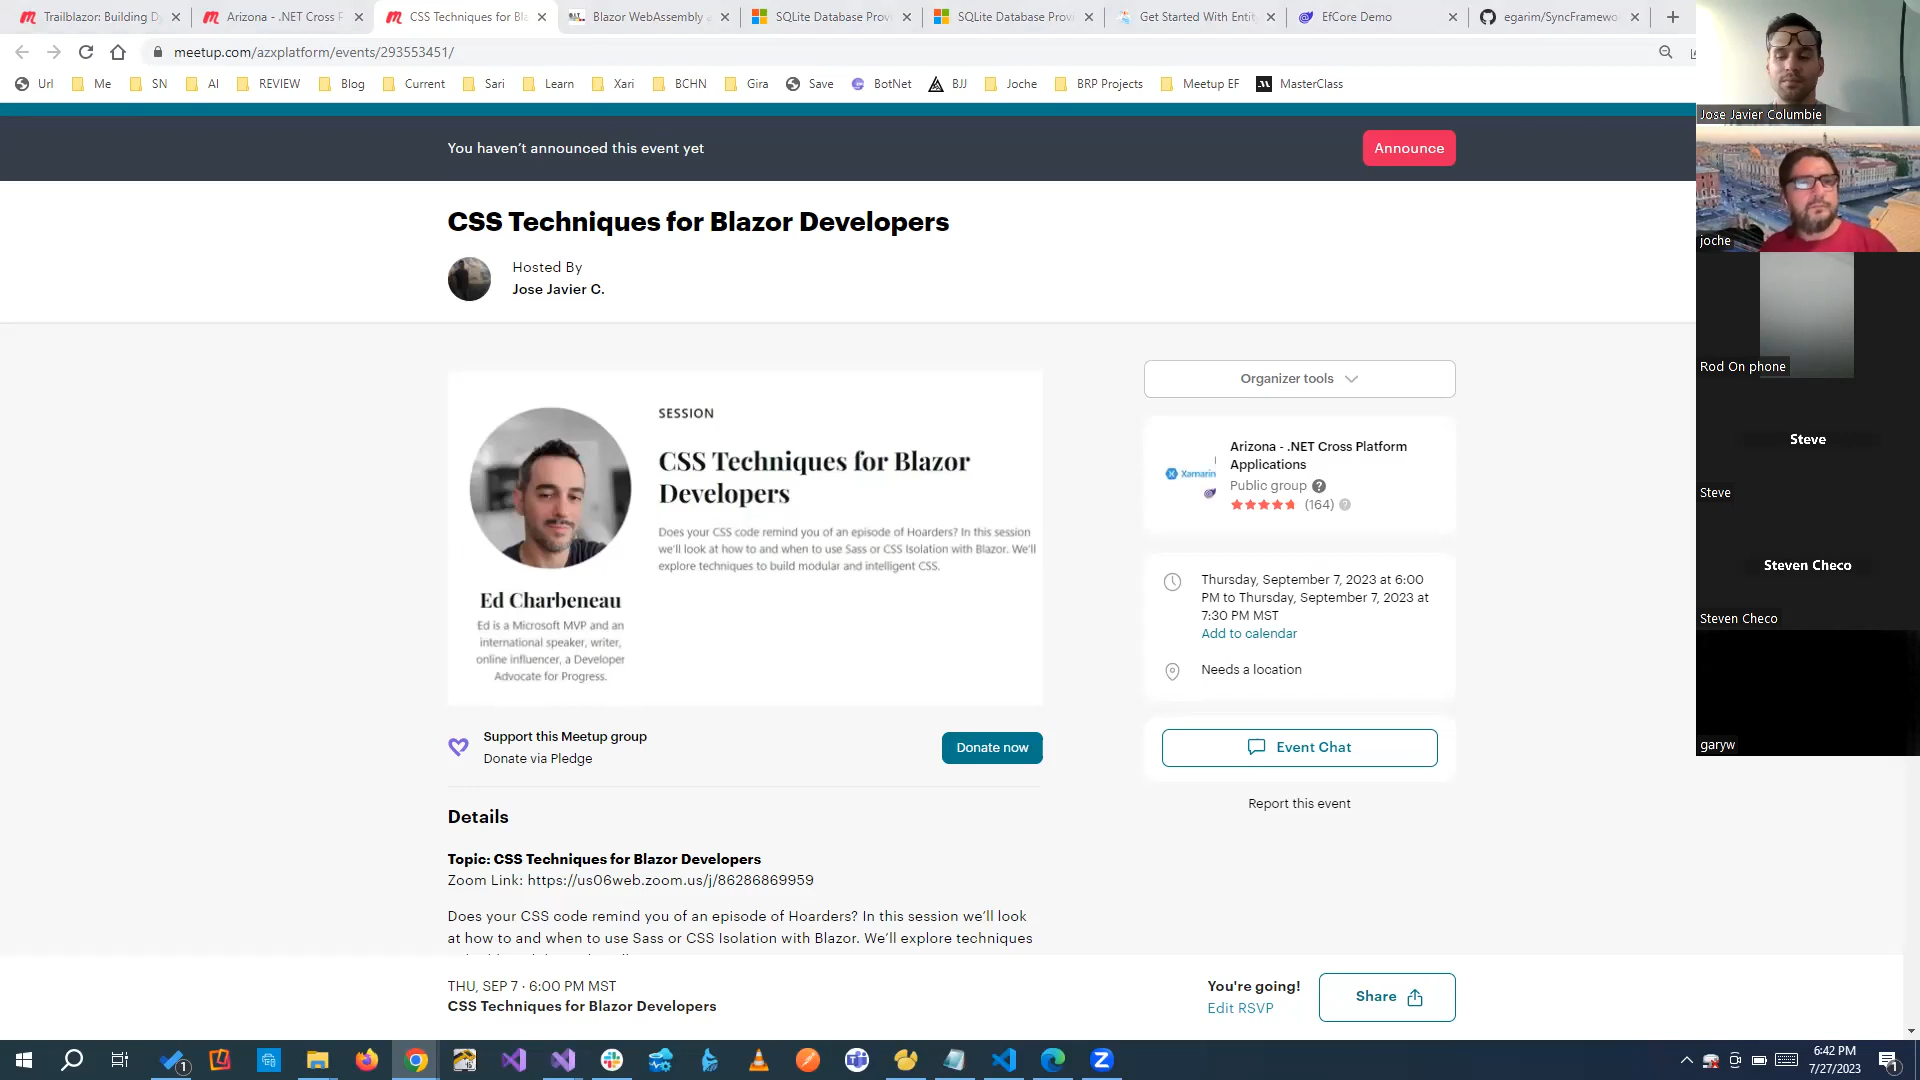 Trailblazor: Building Dy
Arizona - .NET Cross P
CSS Techniques for Bla
Blazor WebAssembly a
SQLite Database Provi
SQLite Database Provi
Get Started With Entit
EfCore Demo
egarim/SyncFramewo
meetup.com/azxplatform/events/293553451/
Url Me SN AI REVIEW Blog Current Sari Learn Xari BCHN Gira Save BotNet BJJ Joche BRP Projects Meetup EF MasterClass
You haven't announced this event yet
Announce
CSS Techniques for Blazor Developers
Hosted By
Jose Javier C.
SESSION
CSS Techniques for Blazor
Developers
Does your CSS code remind you of an episode of Hoarders? In this session
we'll look at how to and when to use Sass or CSS Isolation with Blazor. We'll
explore techniques to build modular and intelligent CSS.
Ed Charbeneau
Ed is a Microsoft MVP and an
international speaker, writer,
online influencer, a Developer
Advocate for Progress.
Support this Meetup group
Donate via Pledge
Donate now
Details
Topic: CSS Techniques for Blazor Developers
Zoom Link: https://us06web.zoom.us/j/86286869959
Does your CSS code remind you of an episode of Hoarders? In this session we'll look
at how to and when to use Sass or CSS Isolation with Blazor. We'll explore techniques
Organizer tools
Xamarin
Arizona - .NET Cross Platform
Applications
Public group
(164)
Thursday, September 7, 2023 at 6:00
PM to Thursday, September 7, 2023 at
7:30 PM MST
Add to calendar
Needs a location
Event Chat
Report this event
THU, SEP 7 · 6:00 PM MST
CSS Techniques for Blazor Developers
You're going!
Edit RSVP
Share
Jose Javier Columbie
joche
Rod On phone
Steve
Steve
Steven Checo
Steven Checo
garyw
1
6:42 PM
7/27/2023
1